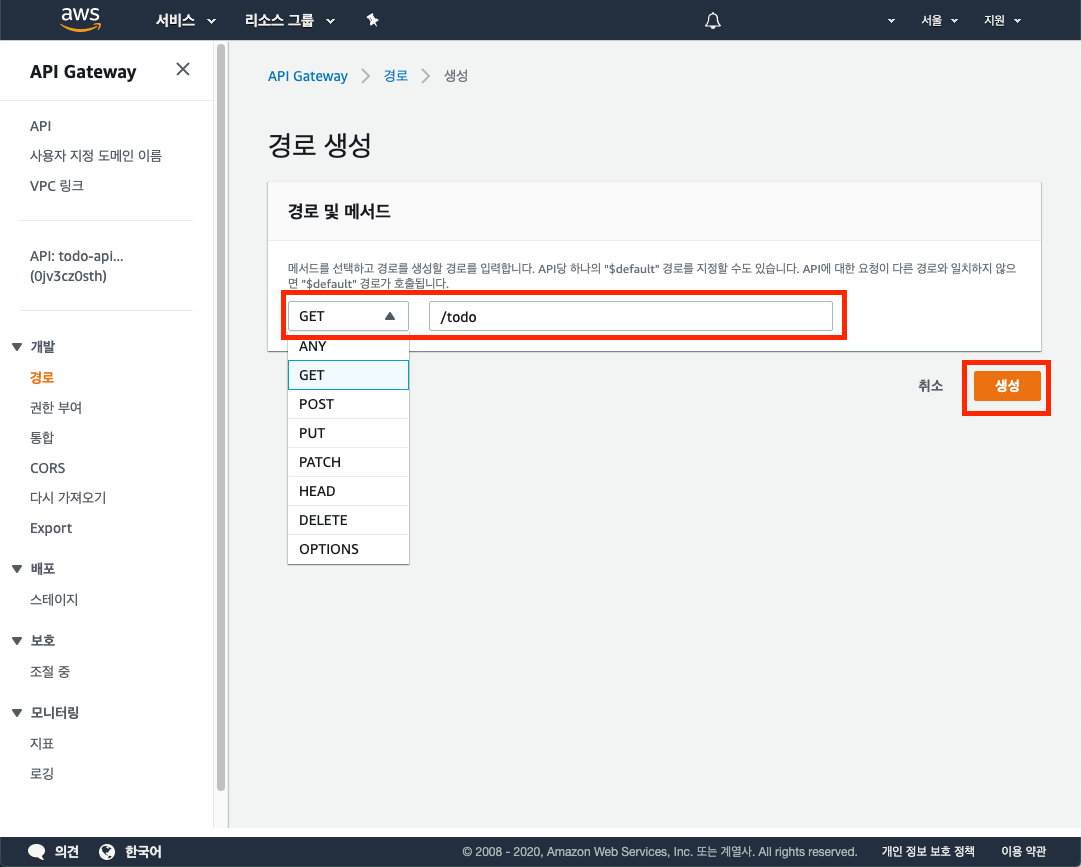 aws 서비스 리소스 그룹 서울 지원
API Gateway
API
사용자 지정 도메인 이름
VPC 링크
API: todo-api...
(0jv3cz0sth)
개발
경로
권한 부여
통합
CORS
다시 가져오기
Export
배포
스테이지
보호
조절 중
모니터링
지표
로깅
API Gateway 경로 생성
경로 생성
경로 및 메서드
메서드를 선택하고 경로를 생성할 경로를 입력합니다. API당 하나의 "$default" 경로를 지정할 수도 있습니다. API에 대한 요청이 다른 경로와 일치하지 않으
면 "$default" 경로가 호출됩니다.
GET /todo
ANY
GET
POST
PUT
PATCH
HEAD
DELETE
OPTIONS
취소 생성
의견 한국어 © 2008 - 2020, Amazon Web Services, Inc. 또는 계열사. All rights reserved. 개인 정보 보호 정책 이용 약관